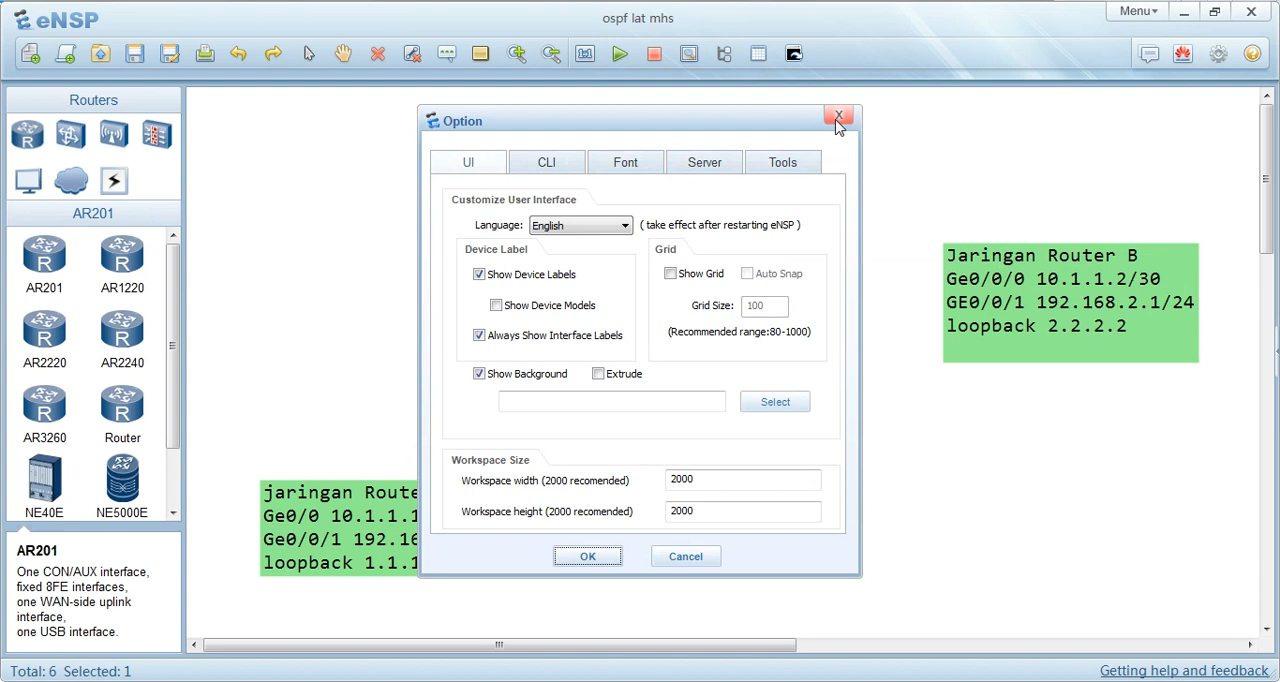 eNSP
ospf lat mhs
Menu
Routers
AR201
AR201
AR1220
AR2220
AR2240
AR3260
Router
NE40E
NE5000E
AR201
One CON/AUX interface,
fixed 8FE interfaces,
one WAN-side uplink
interface,
one USB interface.
Option
UI
CLI
Font
Server
Tools
Customize User Interface
Language:
English
( take effect after restarting eNSP )
Device Label
Show Device Labels
Show Device Models
Always Show Interface Labels
Grid
Show Grid
Auto Snap
Grid Size:
100
(Recommended range:80-1000)
Show Background
Extrude
Select
Workspace Size
Workspace width (2000 recomended)
2000
Workspace height (2000 recomended)
2000
OK
Cancel
Jaringan Router B
Ge0/0/0 10.1.1.2/30
GE0/0/1 192.168.2.1/24
loopback 2.2.2.2
jaringan Route
Ge0/0 10.1.1.1
Ge0/0/1 192.16
loopback 1.1.1
Total: 6 Selected: 1
Getting help and feedback